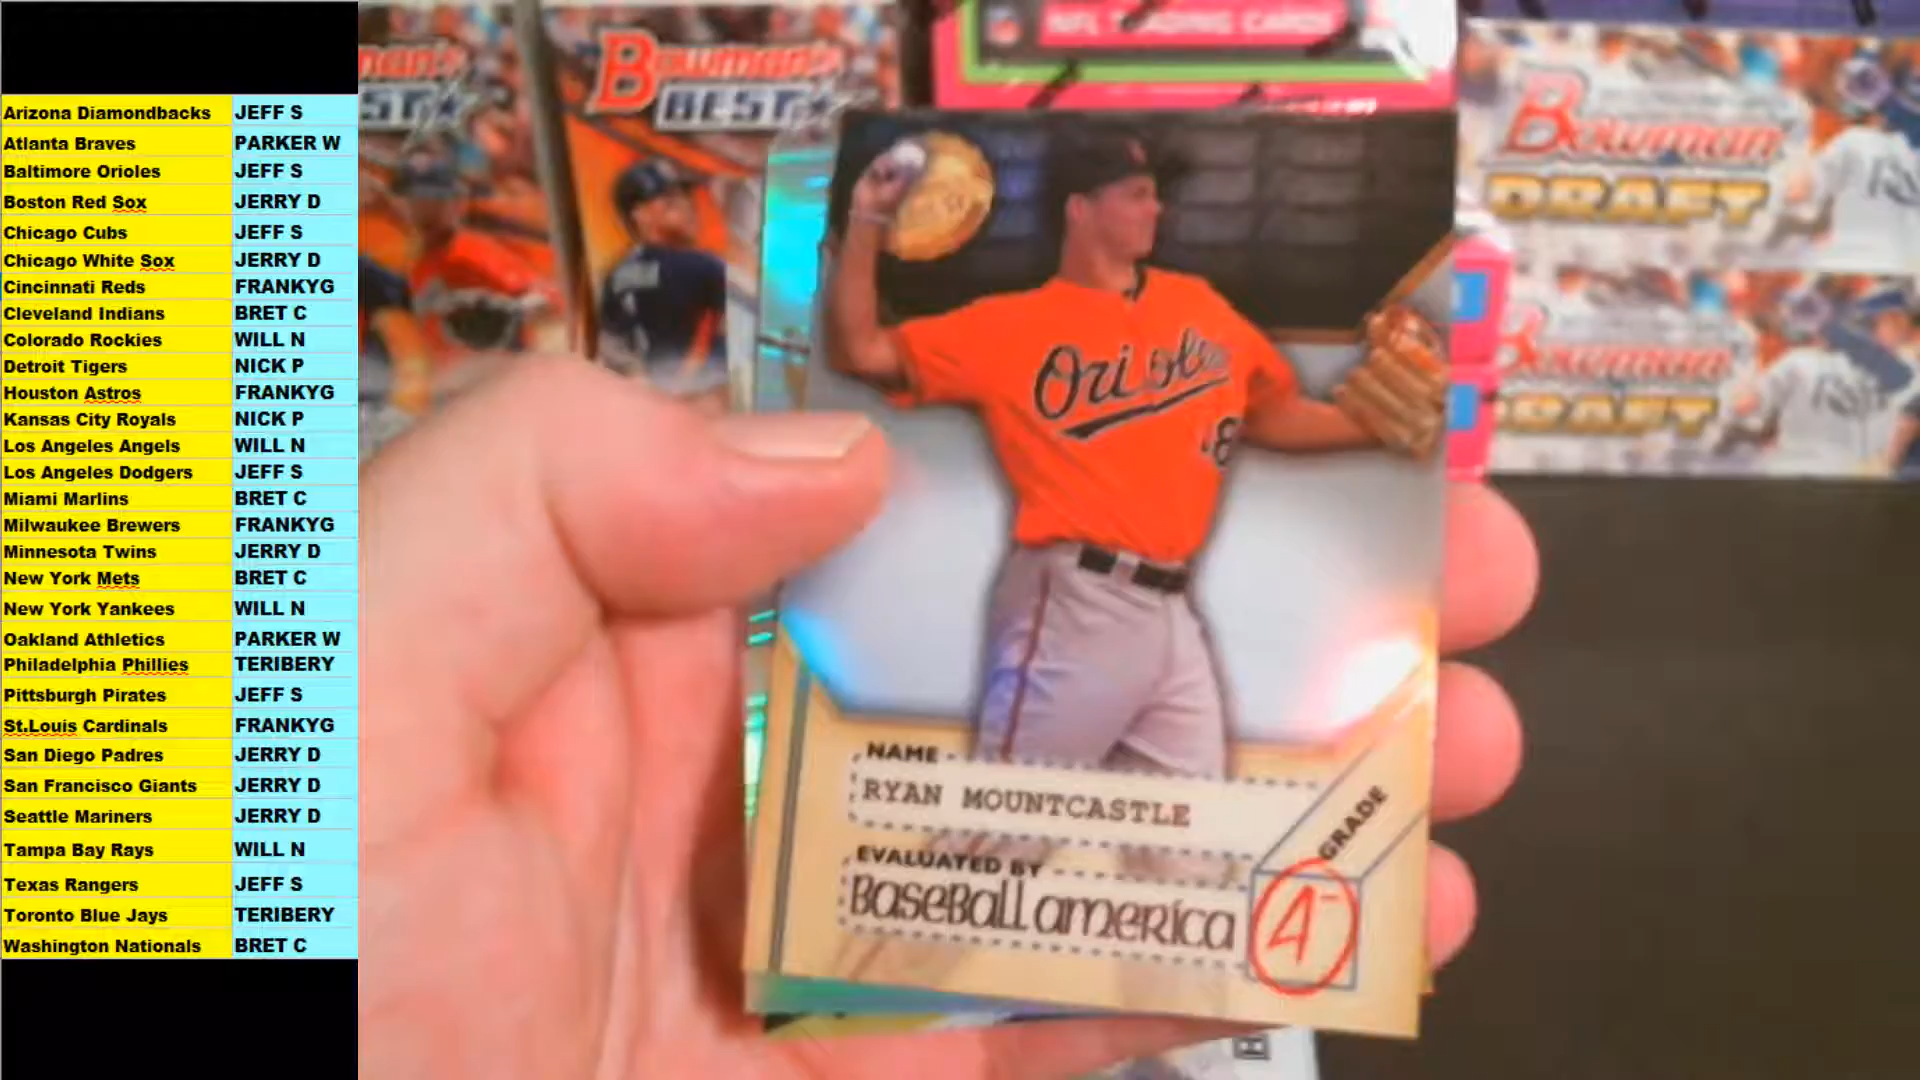 Arizona Diamondbacks JEFF S
Atlanta Braves PARKER W
Baltimore Orioles JEFF S
Boston Red Sox JERRY D
Chicago Cubs JEFF S
Chicago White Sox JERRY D
Cincinnati Reds FRANKYG
Cleveland Indians BRET C
Colorado Rockies WILL N
Detroit Tigers NICK P
Houston Astros FRANKYG
Kansas City Royals NICK P
Los Angeles Angels WILL N
Los Angeles Dodgers JEFF S
Miami Marlins BRET C
Milwaukee Brewers FRANKYG
Minnesota Twins JERRY D
New York Mets BRET C
New York Yankees WILL N
Oakland Athletics PARKER W
Philadelphia Phillies TERIBERY
Pittsburgh Pirates JEFF S
St.Louis Cardinals FRANKYG
San Diego Padres JERRY D
San Francisco Giants JERRY D
Seattle Mariners JERRY D
Tampa Bay Rays WILL N
Texas Rangers JEFF S
Toronto Blue Jays TERIBERY
Washington Nationals BRET C
NFL TRADING CARDS
Bowman's
BEST
Bowman
DRAFT
Bowman
DRAFT
Orioles
NAME
RYAN MOUNTCASTLE
EVALUATED BY
BaseBall america
GRADE
A-